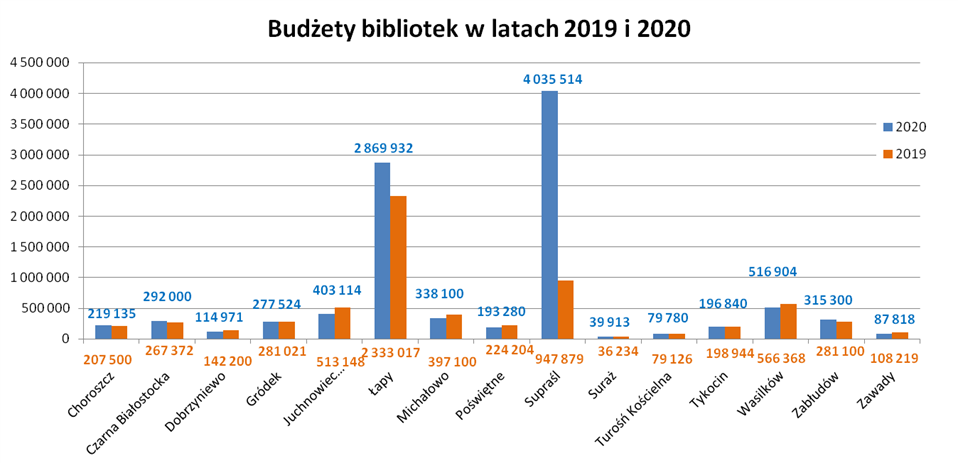 Budżety bibliotek w latach 2019 i 2020
4 500 000
4 000 000
3 500 000
3 000 000
2 500 000
2 000 000
1 500 000
1 000 000
500 000
0
2020
2019
219 135
292 000
114 971
277 524
403 114
2 869 932
338 100
193 280
4 035 514
39 913
79 780
196 840
516 904
315 300
87 818
207 500
267 372
142 200
281 021
513 148
2 333 017
397 100
224 204
947 879
36 234
79 126
198 944
566 368
281 100
108 219
Choroszcz
Czarna Białostocka
Dobrzyniewo
Gródek
Juchnowiec...
Łapy
Michałowo
Poświętne
Supraśl
Suraż
Turośń Kościelna
Tykocin
Wasilków
Zabłudów
Zawady